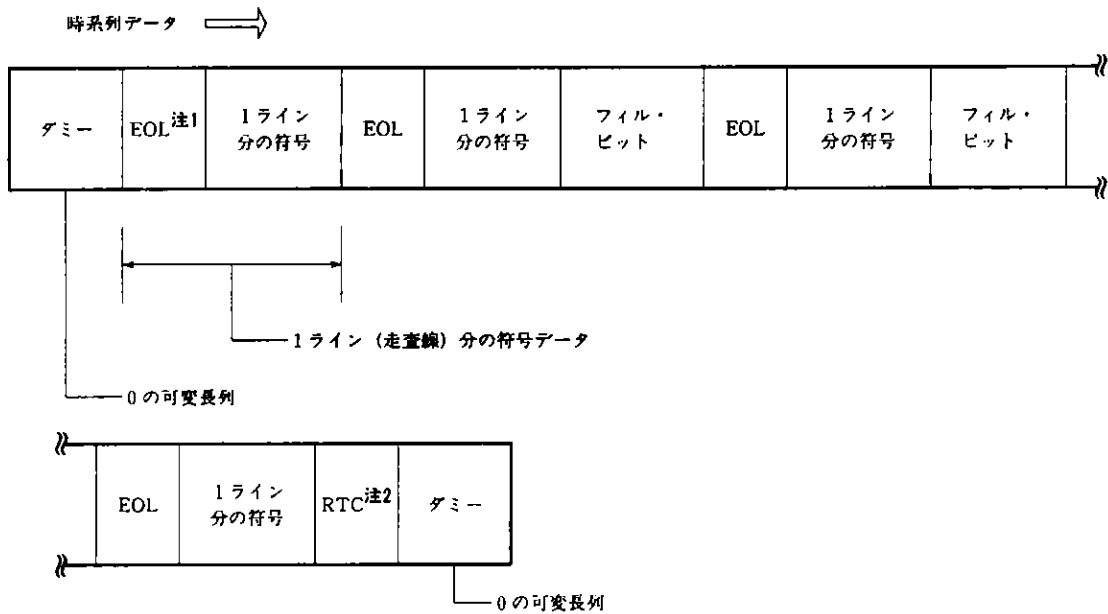 時系列データ
ダミー
EOL注1
1ライン
分の符号
EOL
1ライン
分の符号
フィル・
ビット
EOL
1ライン
分の符号
フィル・
ビット
1ライン(走査線)分の符号データ
0の可変長列
EOL
1ライン
分の符号
RTC注2
ダミー
0の可変長列